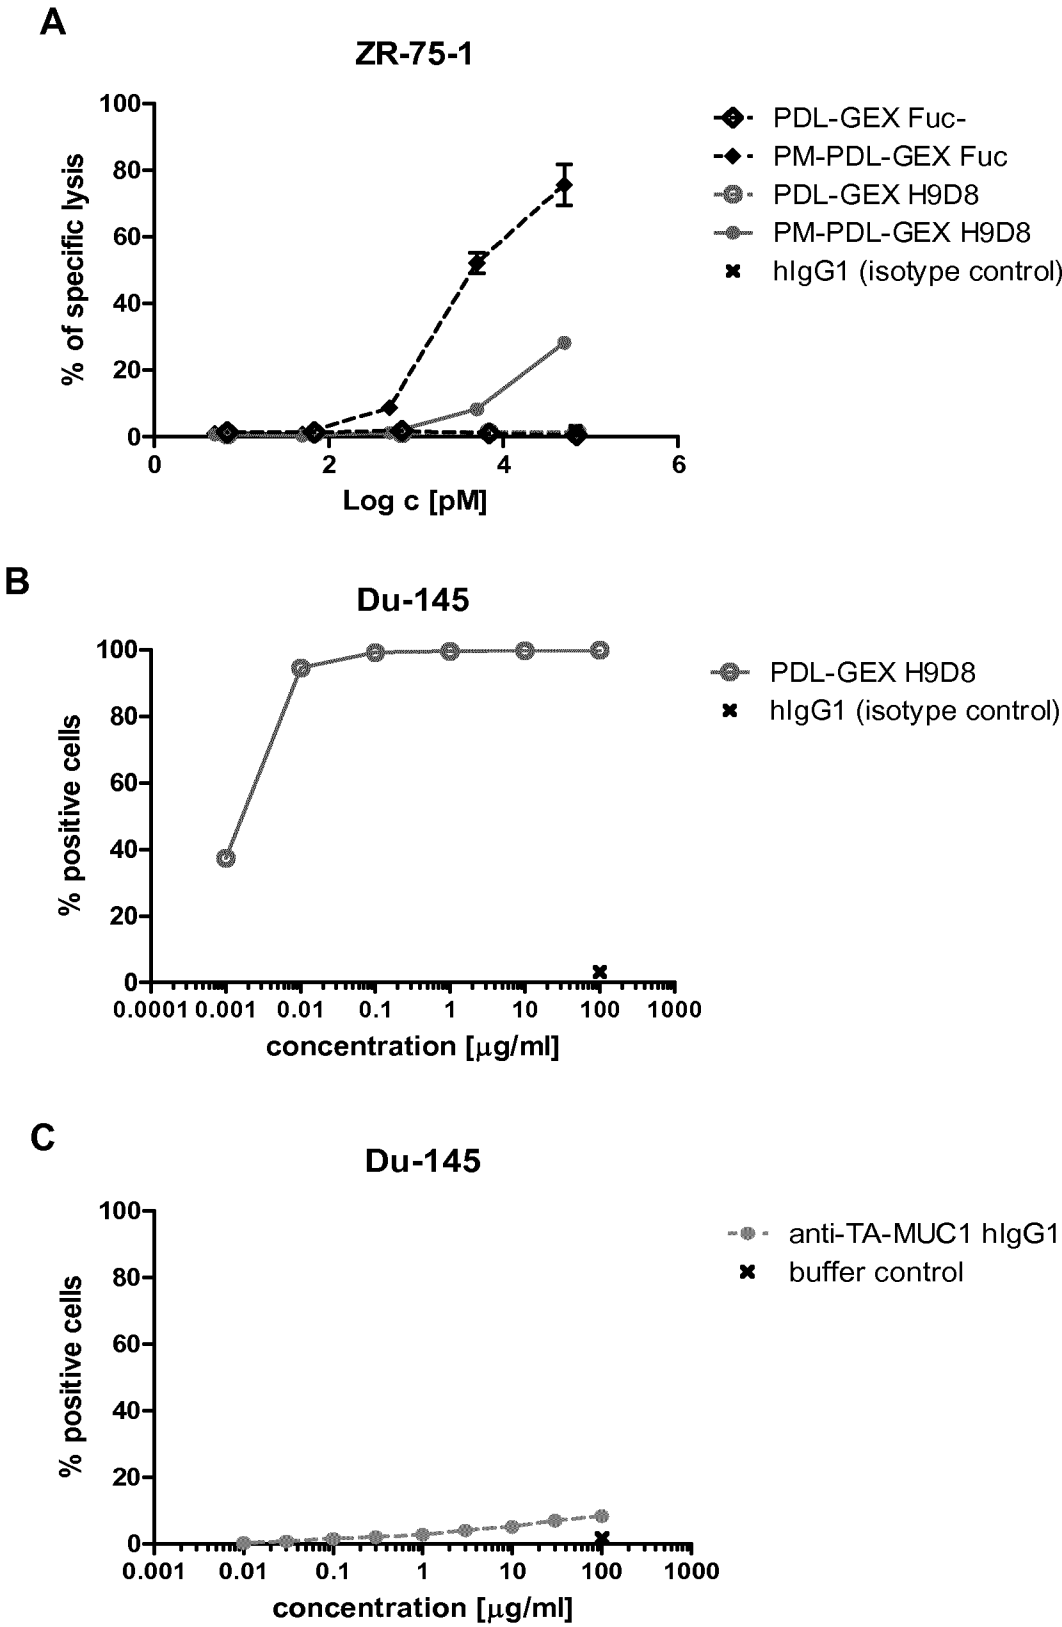 A
ZR-75-1
100
80
60
40
20
0
% of specific lysis
0 2 4 6
Log c [pM]
PDL-GEX Fuc-
PM-PDL-GEX Fuc
PDL-GEX H9D8
PM-PDL-GEX H9D8
hIgG1 (isotype control)
B
Du-145
100
80
60
40
20
0
% positive cells
0.0001 0.001 0.01 0.1 1 10 100 1000
concentration [µg/ml]
PDL-GEX H9D8
hIgG1 (isotype control)
C
Du-145
100
80
60
40
20
0
% positive cells
0.001 0.01 0.1 1 10 100 1000
concentration [µg/ml]
anti-TA-MUC1 hIgG1
buffer control